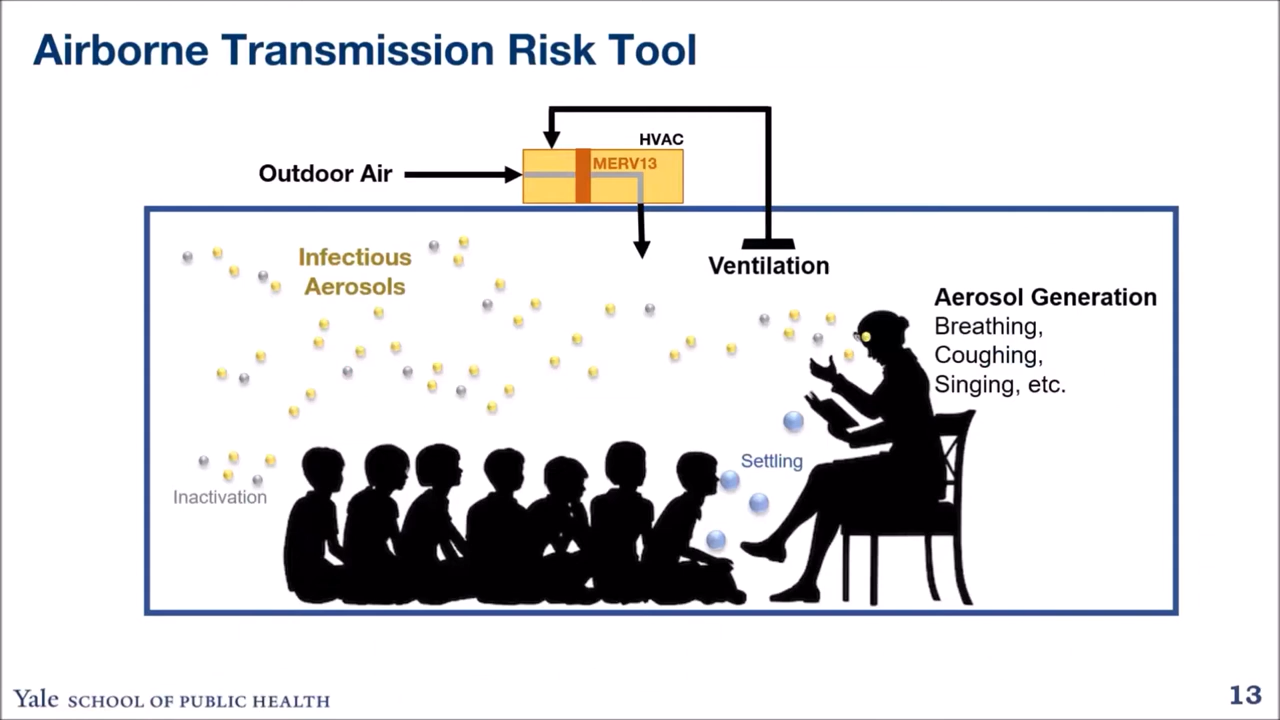 Airborne Transmission Risk Tool
HVAC
MERV13
Outdoor Air
Infectious
Aerosols
Ventilation
Aerosol Generation
Breathing,
Coughing,
Singing, etc.
Settling
Inactivation
Yale SCHOOL OF PUBLIC HEALTH
13